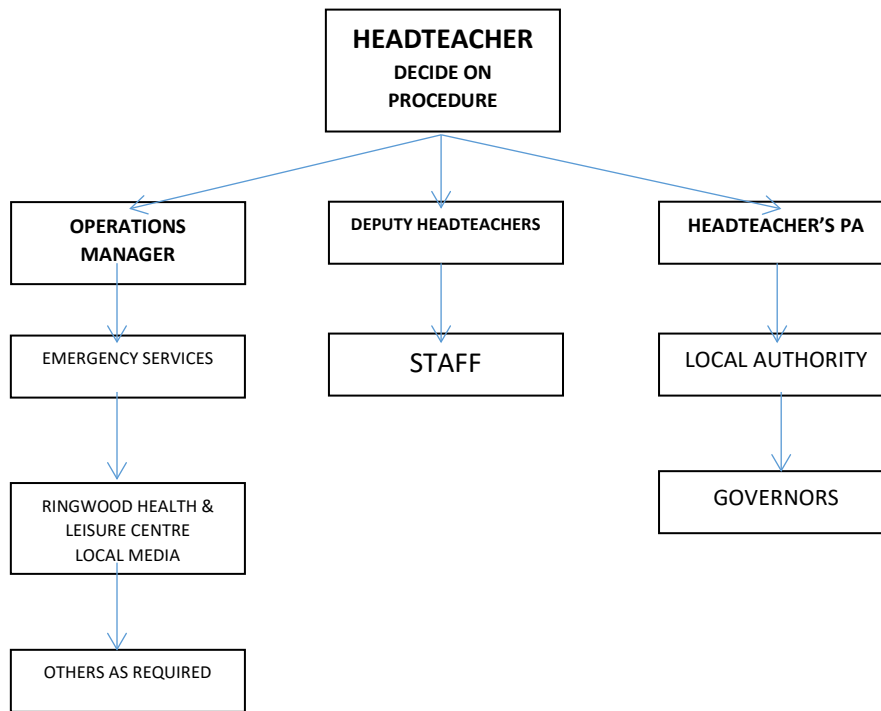 HEADTEACHER
DECIDE ON
PROCEDURE
OPERATIONS
MANAGER
DEPUTY HEADTEACHERS
HEADTEACHER’S PA
EMERGENCY SERVICES
STAFF
LOCAL AUTHORITY
RINGWOOD HEALTH &
LEISURE CENTRE
LOCAL MEDIA
GOVERNORS
OTHERS AS REQUIRED